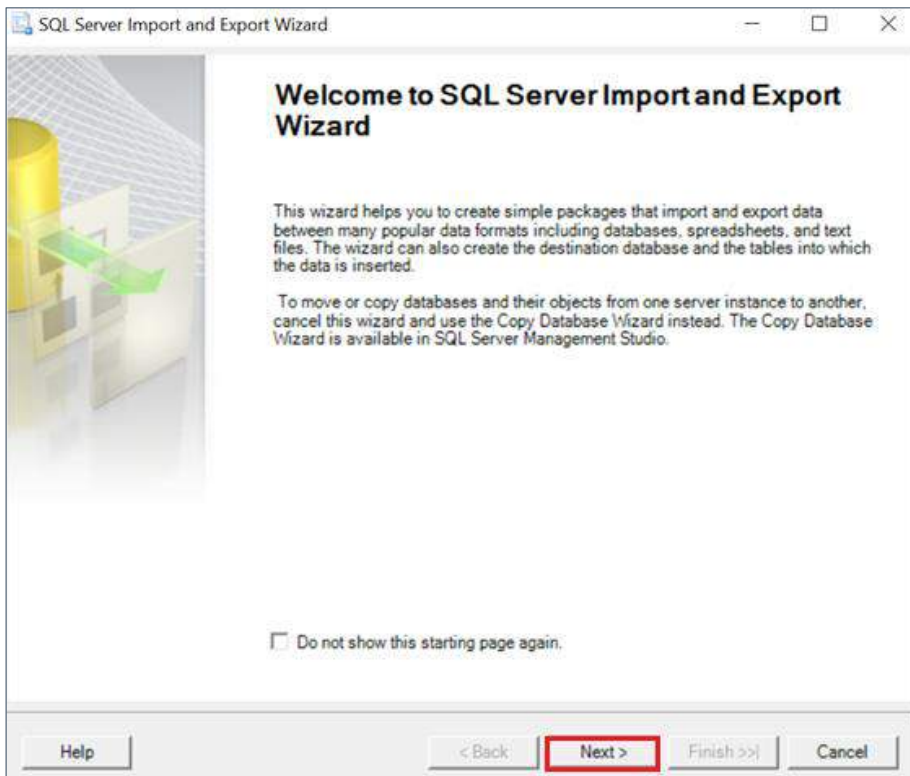 SQL Server Import and Export Wizard
Welcome to SQL Server Import and Export
Wizard
This wizard helps you to create simple packages that import and export data
between many popular data formats including databases, spreadsheets, and text
files. The wizard can also create the destination database and the tables into which
the data is inserted.
To move or copy databases and their objects from one server instance to another,
cancel this wizard and use the Copy Database Wizard instead. The Copy Database
Wizard is available in SQL Server Management Studio.
Do not show this starting page again.
Help
< Back
Next >
Finish >>|
Cancel